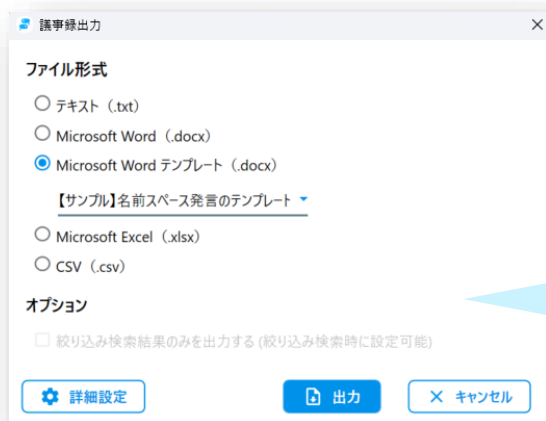 議事録出力
ファイル形式
テキスト（.txt）
Microsoft Word（.docx）
Microsoft Word テンプレート（.docx）
【サンプル】名前スペース発言のテンプレート
Microsoft Excel（.xlsx）
CSV（.csv）
オプション
絞り込み検索結果のみを出力する (絞り込み検索時に設定可能)
詳細設定
出力
キャンセル